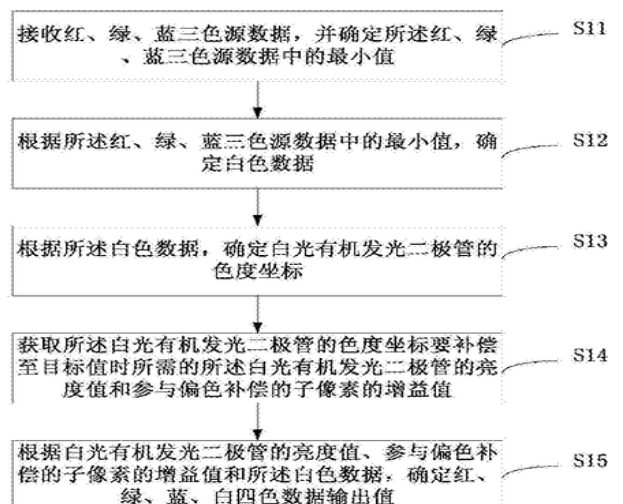 接收红、绿、蓝三色源数据，并确定所述红、绿
、蓝三色源数据中的最小值
S11
根据所述红、绿、蓝三色源数据中的最小值，确
定白色数据
S12
根据所述白色数据，确定白光有机发光二极管的
色度坐标
S13
获取所述白光有机发光二极管的色度坐标要补偿
至目标值时所需的所述白光有机发光二极管的亮
度值和参与偏色补偿的子像素的增益值
S14
根据白光有机发光二极管的亮度值、参与偏色补
偿的子像素的增益值和所述白色数据，确定红、
绿、蓝、白四色数据输出值
S15